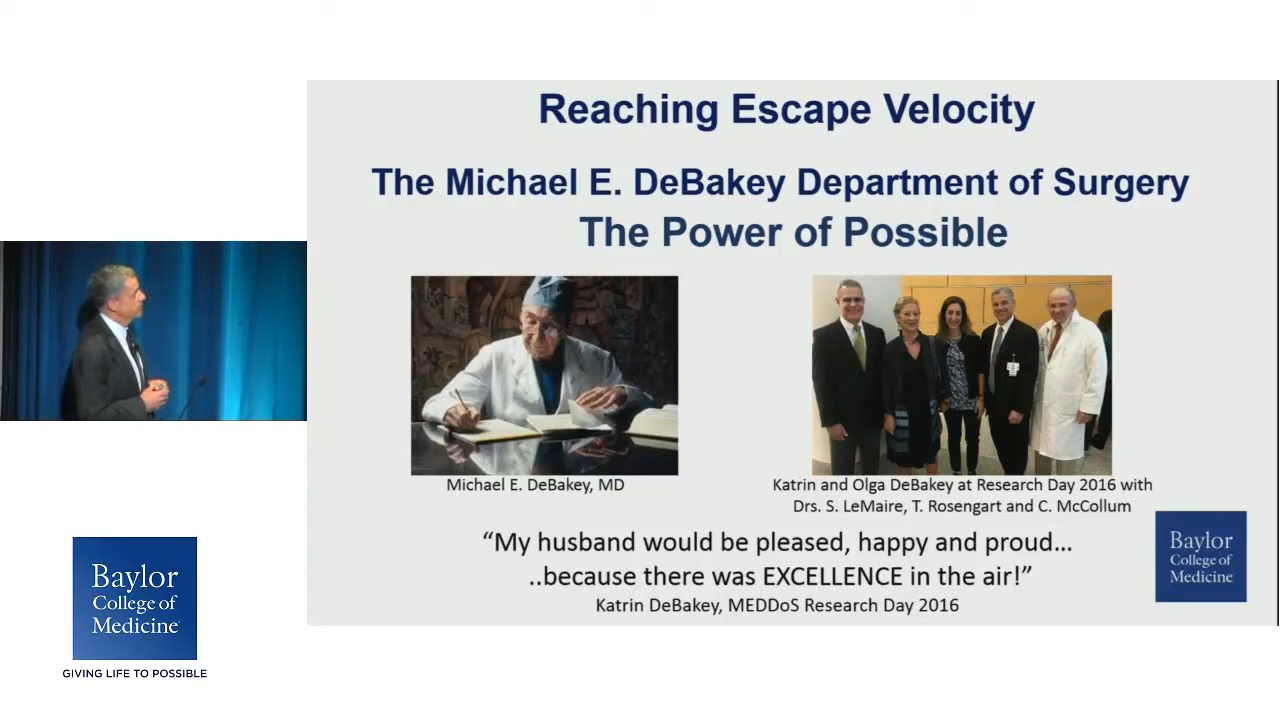 Reaching Escape Velocity
The Michael E. DeBakey Department of Surgery
The Power of Possible
Michael E. DeBakey, MD
Katrin and Olga DeBakey at Research Day 2016 with
Drs. S. LeMaire, T. Rosengart and C. McCollum
“My husband would be pleased, happy and proud…
..because there was EXCELLENCE in the air!”
Katrin DeBakey, MEDDoS Research Day 2016
Baylor
College of
Medicine
Baylor
College of
Medicine
GIVING LIFE TO POSSIBLE